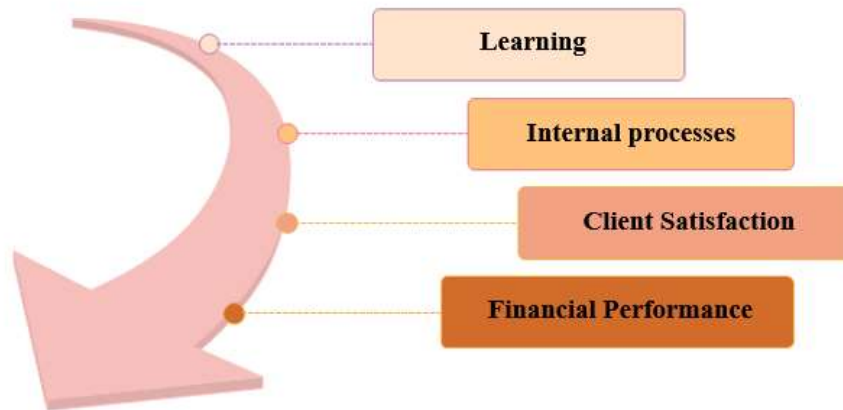 Learning
Internal processes
Client Satisfaction
Financial Performance